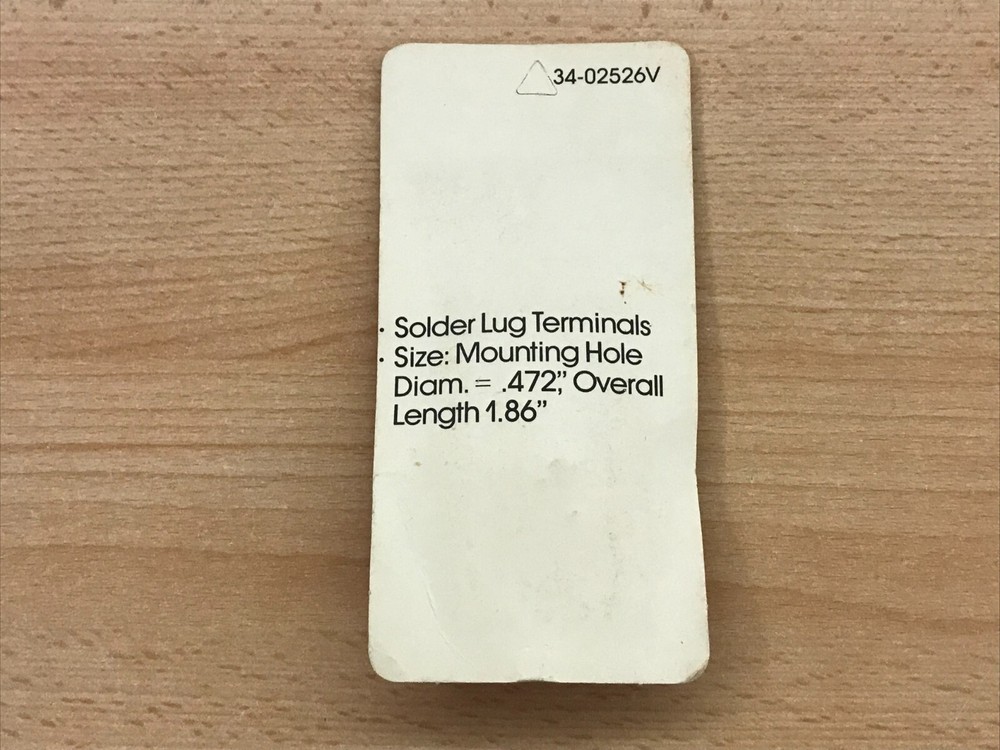 34-02526V
· Solder Lug Terminals
· Size: Mounting Hole
Diam. = .472,” Overall
Length 1.86”